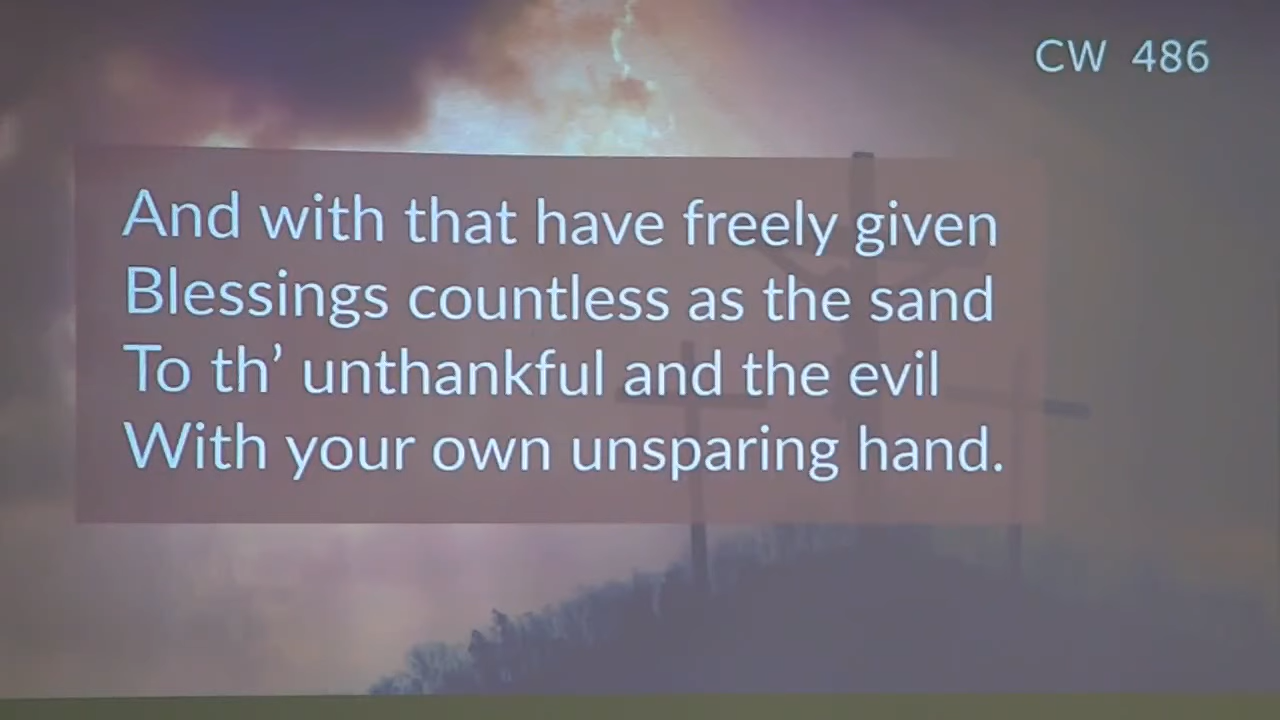 CW 486
And with that have freely given
Blessings countless as the sand
To th’ unthankful and the evil
With your own unsparing hand.